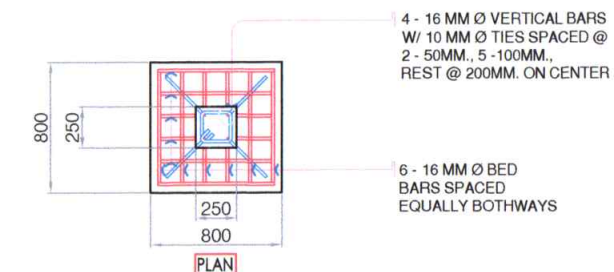 4 - 16 MM Ø VERTICAL BARS
W/ 10 MM Ø TIES SPACED @
2 - 50MM., 5 -100MM.,
REST @ 200MM. ON CENTER
800
250
6 - 16 MM Ø BED
BARS SPACED
EQUALLY BOTHWAYS
250
800
PLAN